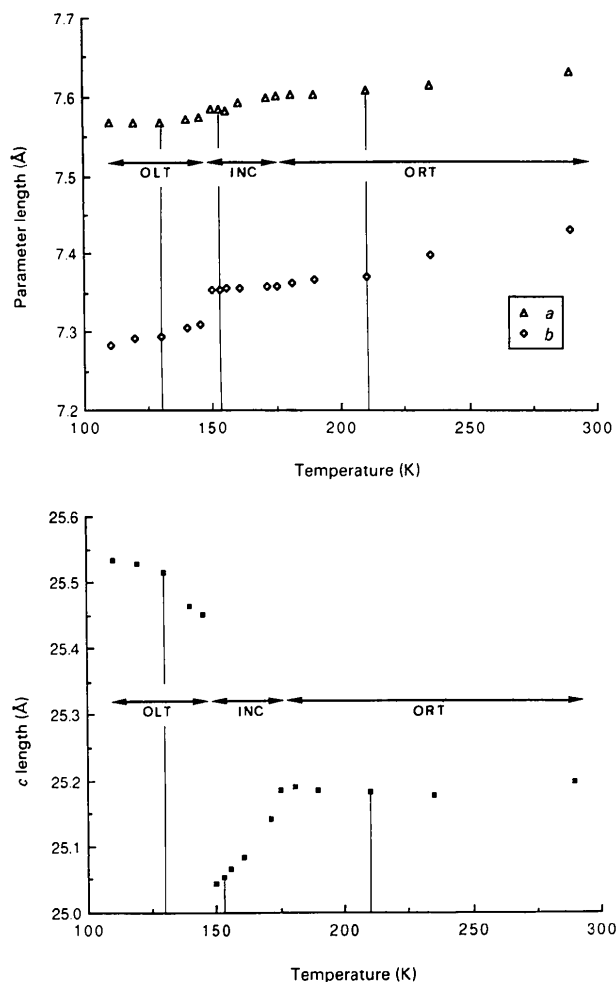 7.7
7.6
7.5
7.4
7.3
7.2
Parameter length (Å)
OLT INC ORT
a
b
100 150 200 250 300
Temperature (K)
25.6
25.5
25.4
25.3
25.2
25.1
25.0
c length (Å)
OLT INC ORT
100 150 200 250 300
Temperature (K)